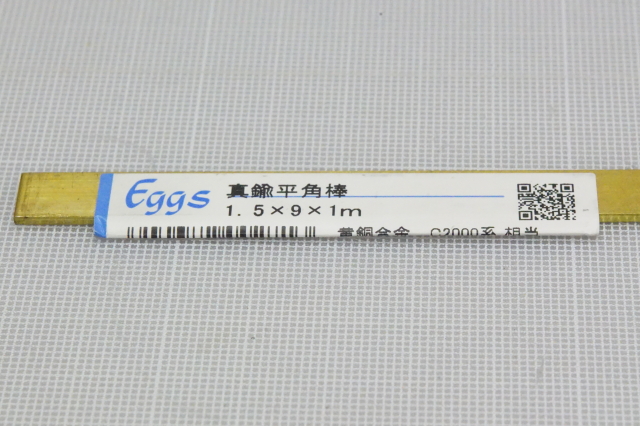 Eggs
真鍮平角棒
1.5×9×1m
黄銅合金 C2000系 相当